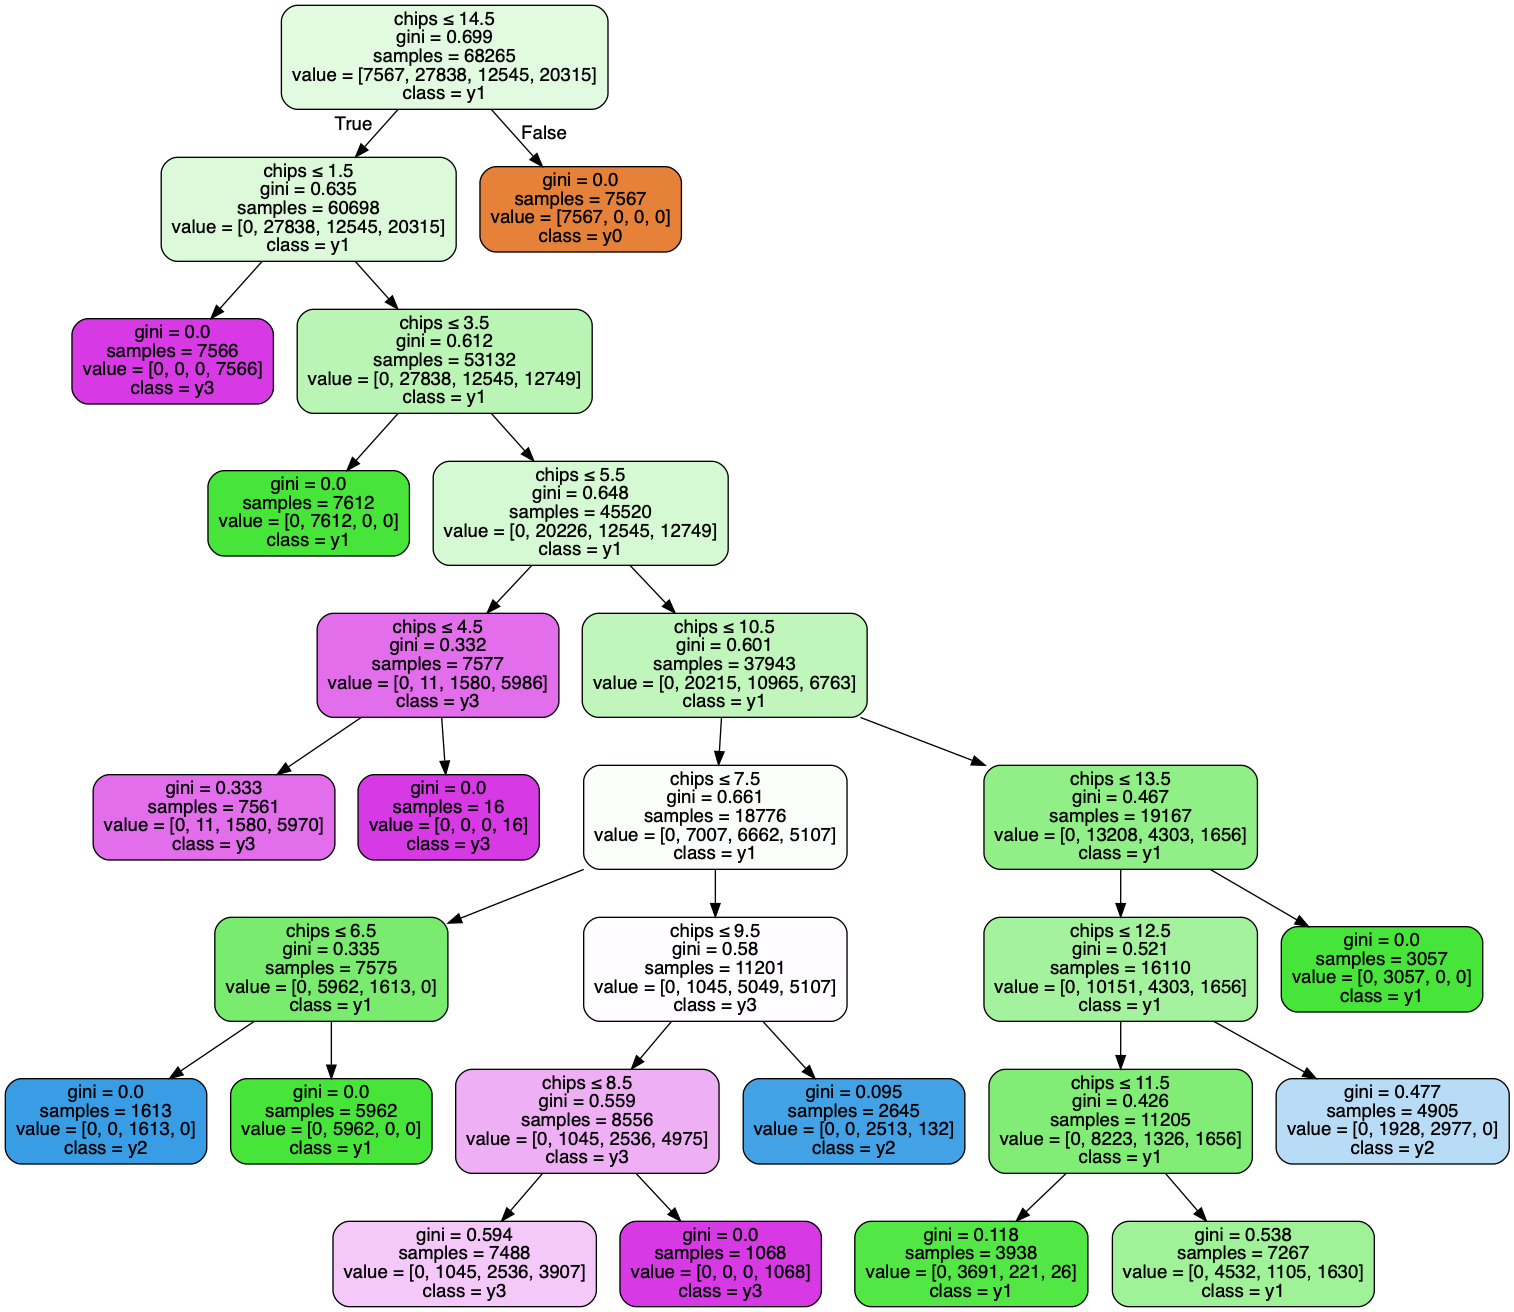 chips ≤ 14.5
gini = 0.699
samples = 68265
value = [7567, 27838, 12545, 20315]
class = y1
True
False
chips ≤ 1.5
gini = 0.635
samples = 60698
value = [0, 27838, 12545, 20315]
class = y1
gini = 0.0
samples = 7567
value = [7567, 0, 0, 0]
class = y0
gini = 0.0
samples = 7566
value = [0, 0, 0, 7566]
class = y3
chips ≤ 3.5
gini = 0.612
samples = 53132
value = [0, 27838, 12545, 12749]
class = y1
gini = 0.0
samples = 7612
value = [0, 7612, 0, 0]
class = y1
chips ≤ 5.5
gini = 0.648
samples = 45520
value = [0, 20226, 12545, 12749]
class = y1
chips ≤ 4.5
gini = 0.332
samples = 7577
value = [0, 11, 1580, 5986]
class = y3
chips ≤ 10.5
gini = 0.601
samples = 37943
value = [0, 20215, 10965, 6763]
class = y1
gini = 0.333
samples = 7561
value = [0, 11, 1580, 5970]
class = y3
gini = 0.0
samples = 16
value = [0, 0, 0, 16]
class = y3
chips ≤ 7.5
gini = 0.661
samples = 18776
value = [0, 7007, 6662, 5107]
class = y1
chips ≤ 13.5
gini = 0.467
samples = 19167
value = [0, 13208, 4303, 1656]
class = y1
chips ≤ 6.5
gini = 0.335
samples = 7575
value = [0, 5962, 1613, 0]
class = y1
chips ≤ 9.5
gini = 0.58
samples = 11201
value = [0, 1045, 5049, 5107]
class = y3
chips ≤ 12.5
gini = 0.521
samples = 16110
value = [0, 10151, 4303, 1656]
class = y1
gini = 0.0
samples = 3057
value = [0, 3057, 0, 0]
class = y1
gini = 0.0
samples = 1613
value = [0, 0, 1613, 0]
class = y2
gini = 0.0
samples = 5962
value = [0, 5962, 0, 0]
class = y1
chips ≤ 8.5
gini = 0.559
samples = 8556
value = [0, 1045, 2536, 4975]
class = y3
gini = 0.095
samples = 2645
value = [0, 0, 2513, 132]
class = y2
chips ≤ 11.5
gini = 0.426
samples = 11205
value = [0, 8223, 1326, 1656]
class = y1
gini = 0.477
samples = 4905
value = [0, 1928, 2977, 0]
class = y2
gini = 0.594
samples = 7488
value = [0, 1045, 2536, 3907]
class = y3
gini = 0.0
samples = 1068
value = [0, 0, 0, 1068]
class = y3
gini = 0.118
samples = 3938
value = [0, 3691, 221, 26]
class = y1
gini = 0.538
samples = 7267
value = [0, 4532, 1105, 1630]
class = y1